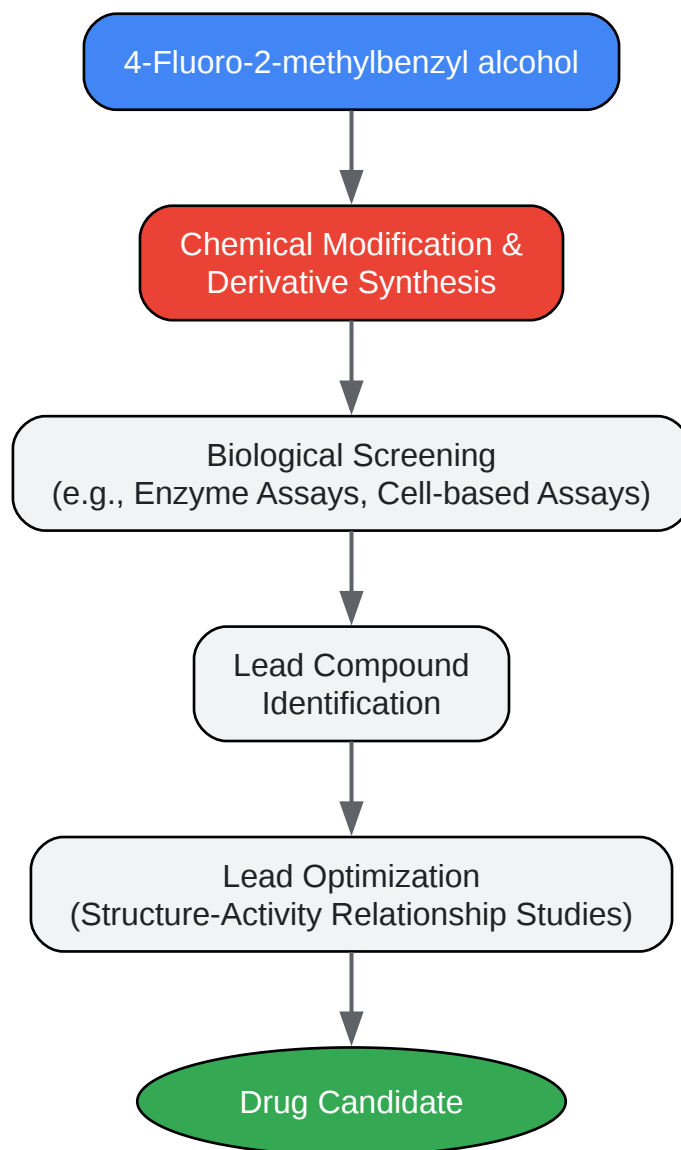 4-Fluoro-2-methylbenzyl alcohol
Chemical Modification &
Derivative Synthesis
Biological Screening
(e.g., Enzyme Assays, Cell-based Assays)
Lead Compound
Identification
Lead Optimization
(Structure-Activity Relationship Studies)
Drug Candidate